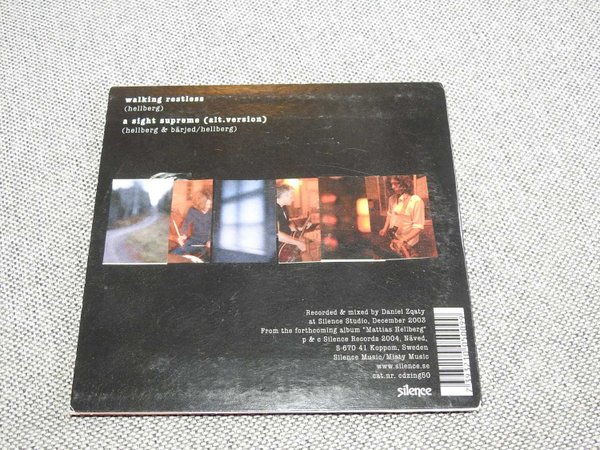 walking restless
(hellberg)
a sight supreme (alt.version)
(hellberg & bärjed/hellberg)
Recorded & mixed by Daniel Zqaty
at Silence Studio, December 2003
From the forthcoming album "Mattias Hellberg"
p & c Silence Records 2004, Näved,
S-670 41 Koppom, Sweden
Silence Music/Misty Music
www.silence.se
cat.nr. cdzing50
silence